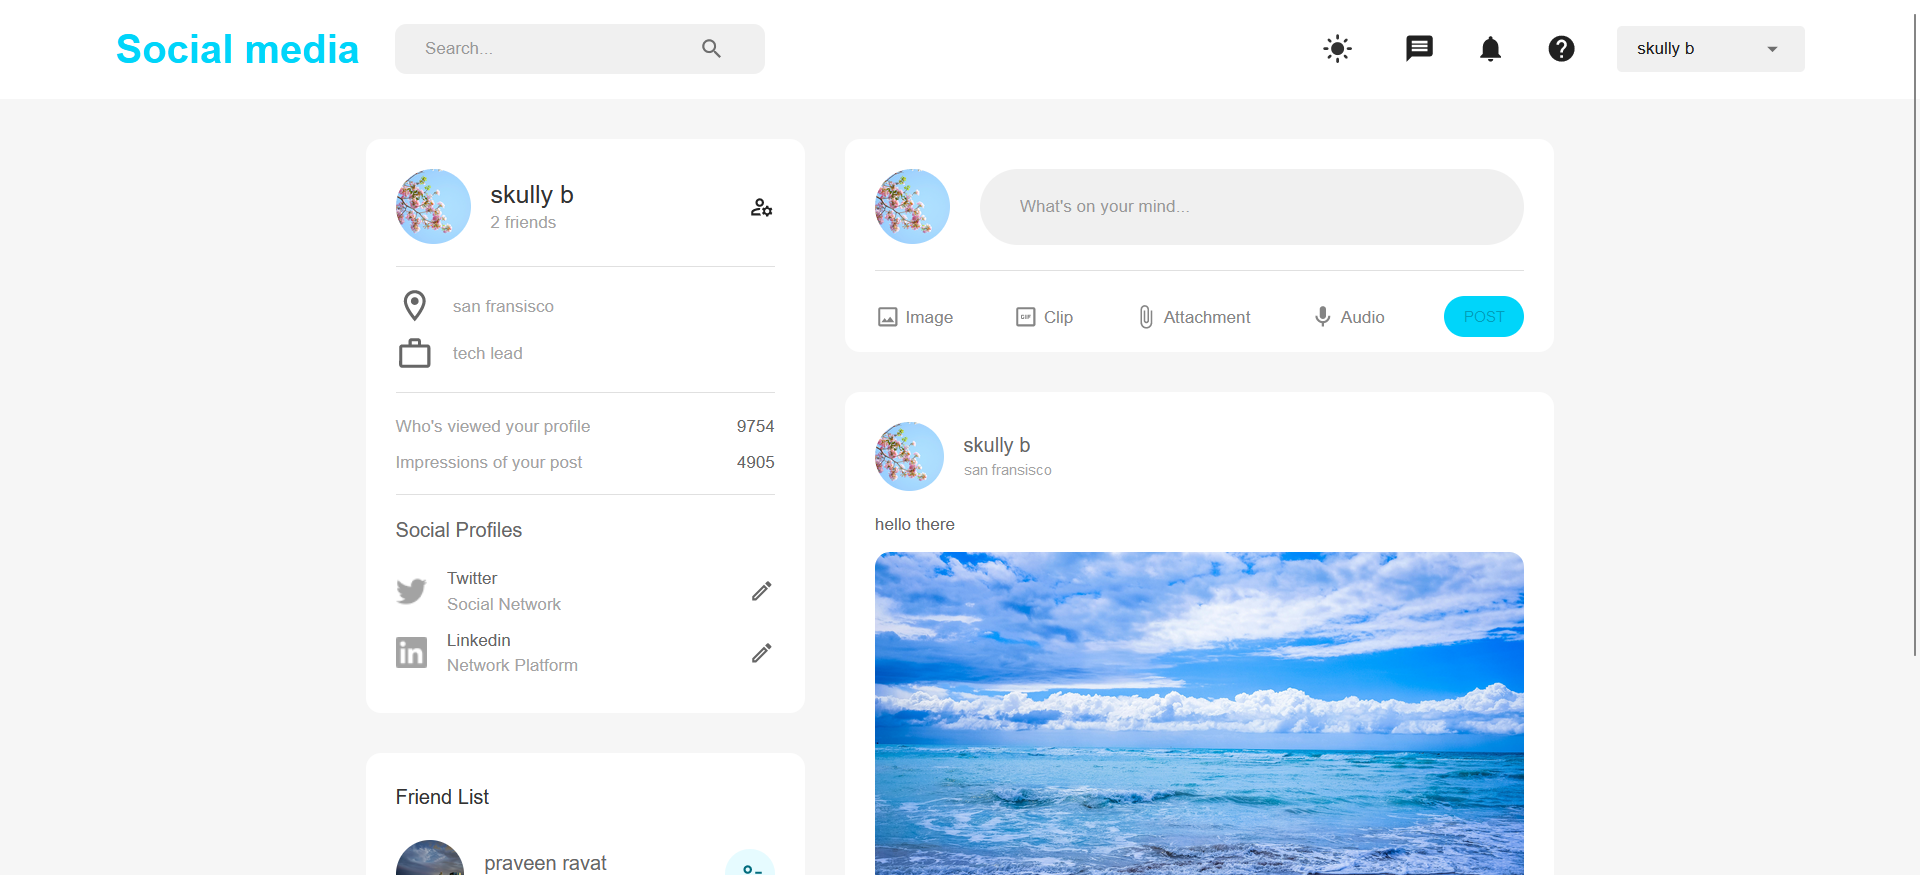 Social media
Search...
skully b
skully b
2 friends
san fransisco
tech lead
Who's viewed your profile 9754
Impressions of your post 4905
Social Profiles
Twitter
Social Network
Linkedin
Network Platform
Friend List
praveen ravat
What's on your mind...
Image
GIF Clip
Attachment
Audio
POST
skully b
san fransisco
hello there